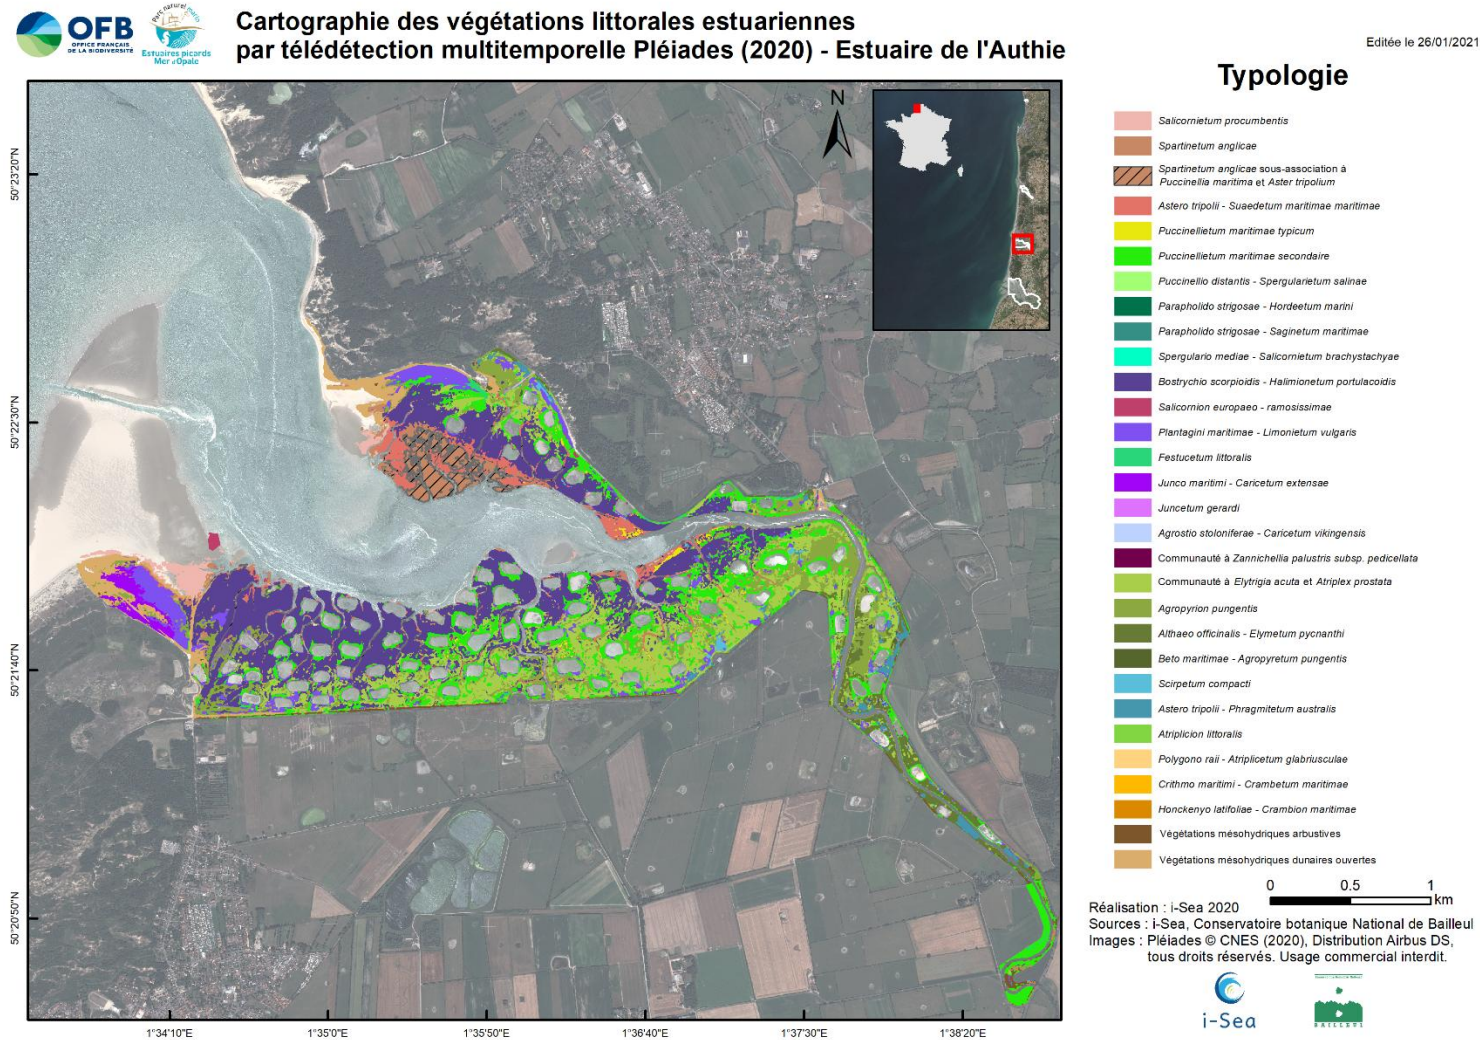 OFB
OFFICE FRANÇAIS
DE LA BIODIVERSITÉ
Parc naturel marin
Estuaires picards
Mer d'Opale
Cartographie des végétations littorales estuariennes
par télédétection multitemporelle Pléiades (2020) - Estuaire de l'Authie
Editée le 26/01/2021
Typologie
N
50°23'20"N
50°22'30"N
50°21'40"N
50°20'50"N
1°34'10"E
1°35'0"E
1°35'50"E
1°36'40"E
1°37'30"E
1°38'20"E
Salicornietum procumbentis
Spartinetum anglicae
Spartinetum anglicae sous-association à
Puccinellia maritima et Aster tripolium
Astero tripolii - Suaedetum maritimae maritimae
Puccinellietum maritimae typicum
Puccinellietum maritimae secondaire
Puccinellio distantis - Spergularietum salinae
Parapholido strigosae - Hordeetum marini
Parapholido strigosae - Saginetum maritimae
Spergulario mediae - Salicornietum brachystachyae
Bostrychio scorpioidis - Halimionetum portulacoidis
Salicornion europaeo - ramosissimae
Plantagini maritimae - Limonietum vulgaris
Festucetum littoralis
Junco maritimi - Caricetum extensae
Juncetum gerardi
Agrostio stoloniferae - Caricetum vikingensis
Communauté à Zannichellia palustris subsp. pedicellata
Communauté à Elytrigia acuta et Atriplex prostata
Agropyrion pungentis
Althaeo officinalis - Elymetum pycnanthi
Beto maritimae - Agropyretum pungentis
Scirpetum compacti
Astero tripolii - Phragmitetum australis
Atriplicion littoralis
Polygono raii - Atriplicetum glabriusculae
Crithmo maritimi - Crambetum maritimae
Honckenyo latifoliae - Crambion maritimae
Végétations mésohydriques arbustives
Végétations mésohydriques dunaires ouvertes
0 0.5 1
km
Réalisation : i-Sea 2020
Sources : i-Sea, Conservatoire botanique National de Bailleul
Images : Pléiades © CNES (2020), Distribution Airbus DS,
tous droits réservés. Usage commercial interdit.
i-Sea
BAILLEUL